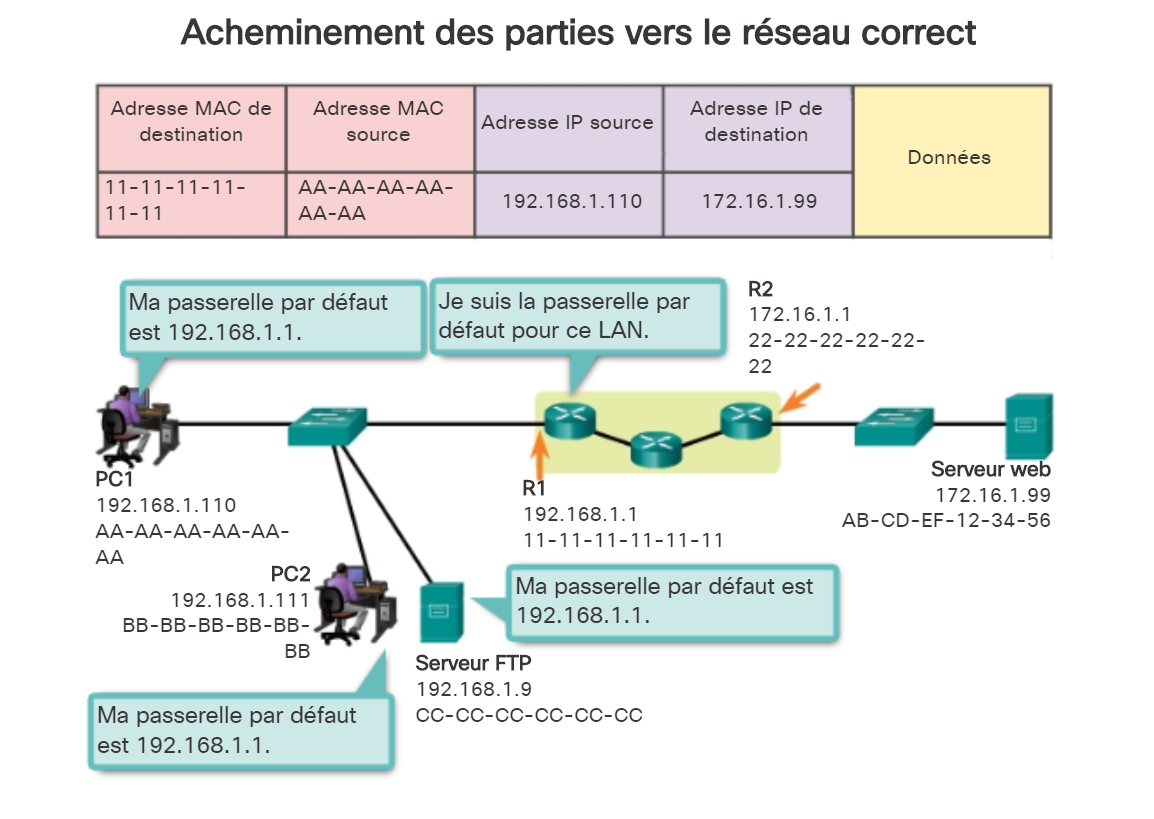 Acheminement des parties vers le réseau correct
Adresse MAC de
destination
Adresse MAC
source
Adresse IP source
Adresse IP de
destination
Données
11-11-11-11-
11-11
AA-AA-AA-AA-
AA-AA
192.168.1.110
172.16.1.99
Ma passerelle par défaut
est 192.168.1.1.
Je suis la passerelle par
défaut pour ce LAN.
R2
172.16.1.1
22-22-22-22-22-
22
PC1
192.168.1.110
AA-AA-AA-AA-AA-
AA
R1
192.168.1.1
11-11-11-11-11-11
Serveur web
172.16.1.99
AB-CD-EF-12-34-56
PC2
192.168.1.111
BB-BB-BB-BB-BB-
BB
Ma passerelle par défaut est
192.168.1.1.
Serveur FTP
192.168.1.9
CC-CC-CC-CC-CC-CC
Ma passerelle par défaut
est 192.168.1.1.